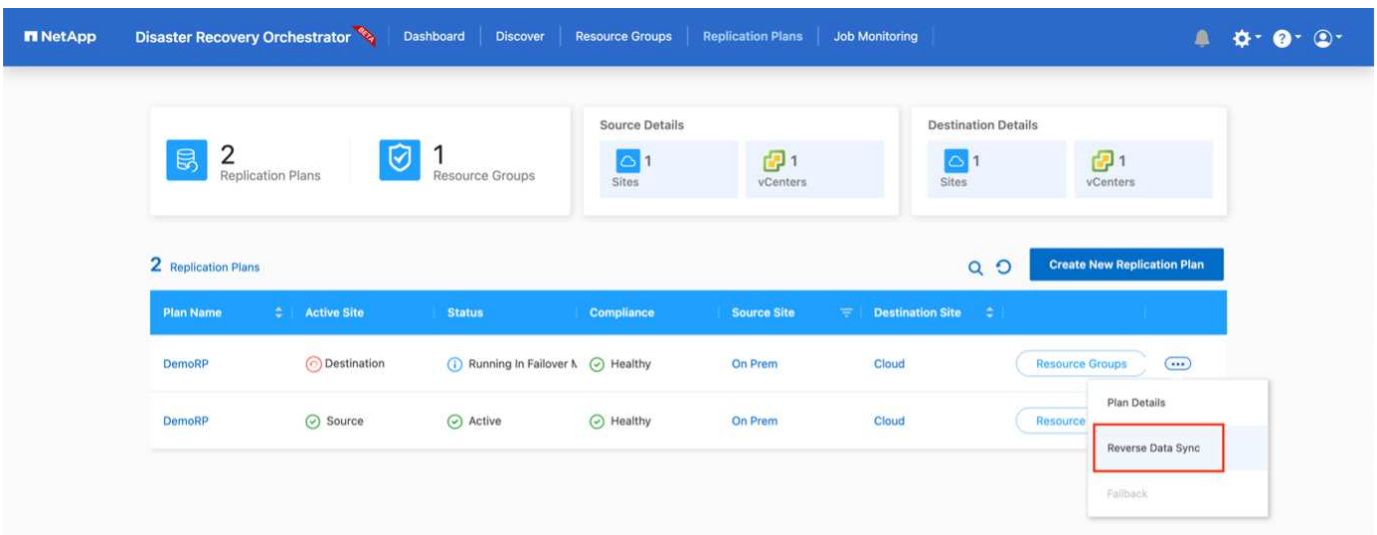 NetApp Disaster Recovery Orchestrator BETA Dashboard Discover Resource Groups Replication Plans Job Monitoring
Source Details Destination Details
2 Replication Plans 1 Resource Groups 1 Sites 1 vCenters 1 Sites 1 vCenters
2 Replication Plans Create New Replication Plan
Plan Name Active Site Status Compliance Source Site Destination Site
DemoRP Destination Running In Failover M Healthy On Prem Cloud Resource Groups
Plan Details
DemoRP Source Active Healthy On Prem Cloud Resource
Reverse Data Sync
Failback